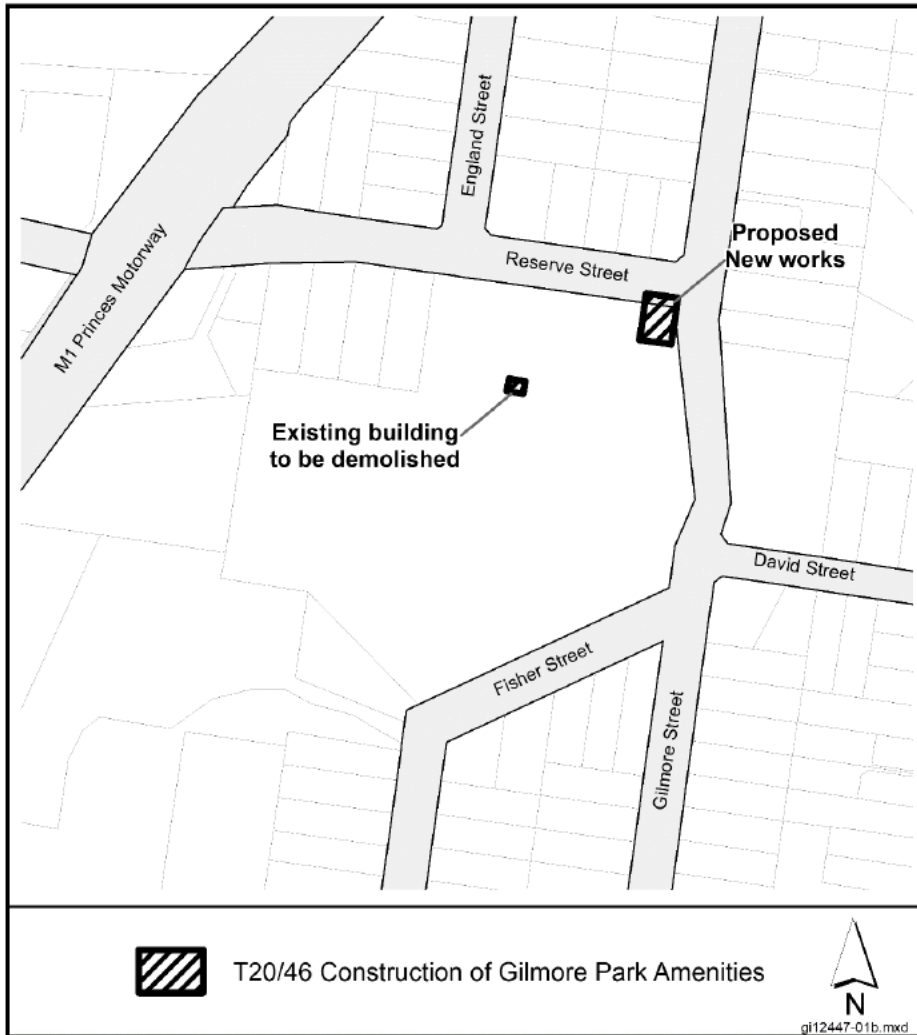 England Street
M1 Princes Motorway
Reserve Street
Proposed
New works
Existing building
to be demolished
David Street
Fisher Street
Gilmore Street
T20/46 Construction of Gilmore Park Amenities
N
gi12447-01b.mxd